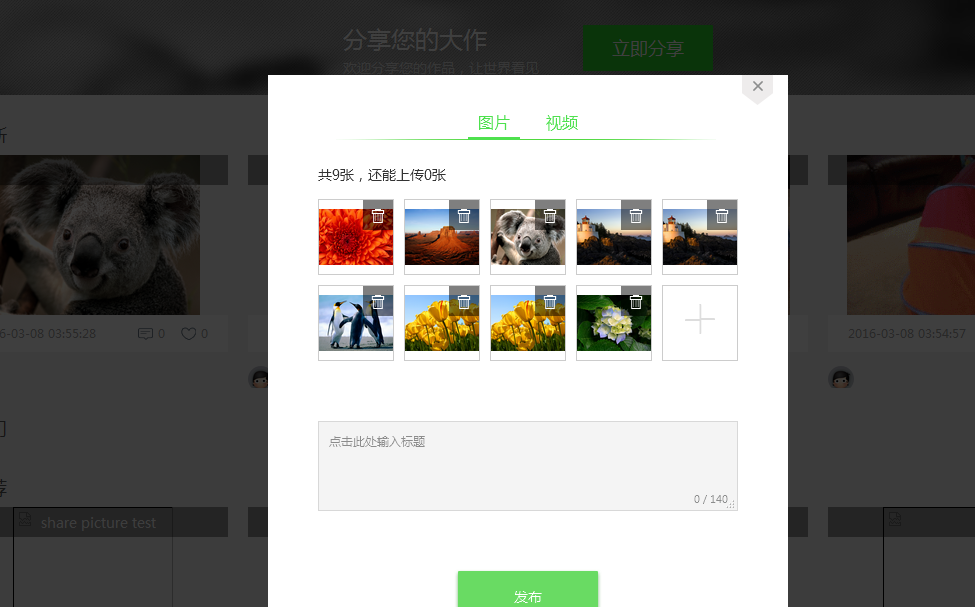 分享您的大作
立即分享
欢迎分享您的作品，让世界看见
图片 视频
共9张，还能上传0张
6-03-08 03:55:28 0 0
2016-03-08 03:54:57
点击此处输入标题
0 / 140
share picture test
发布